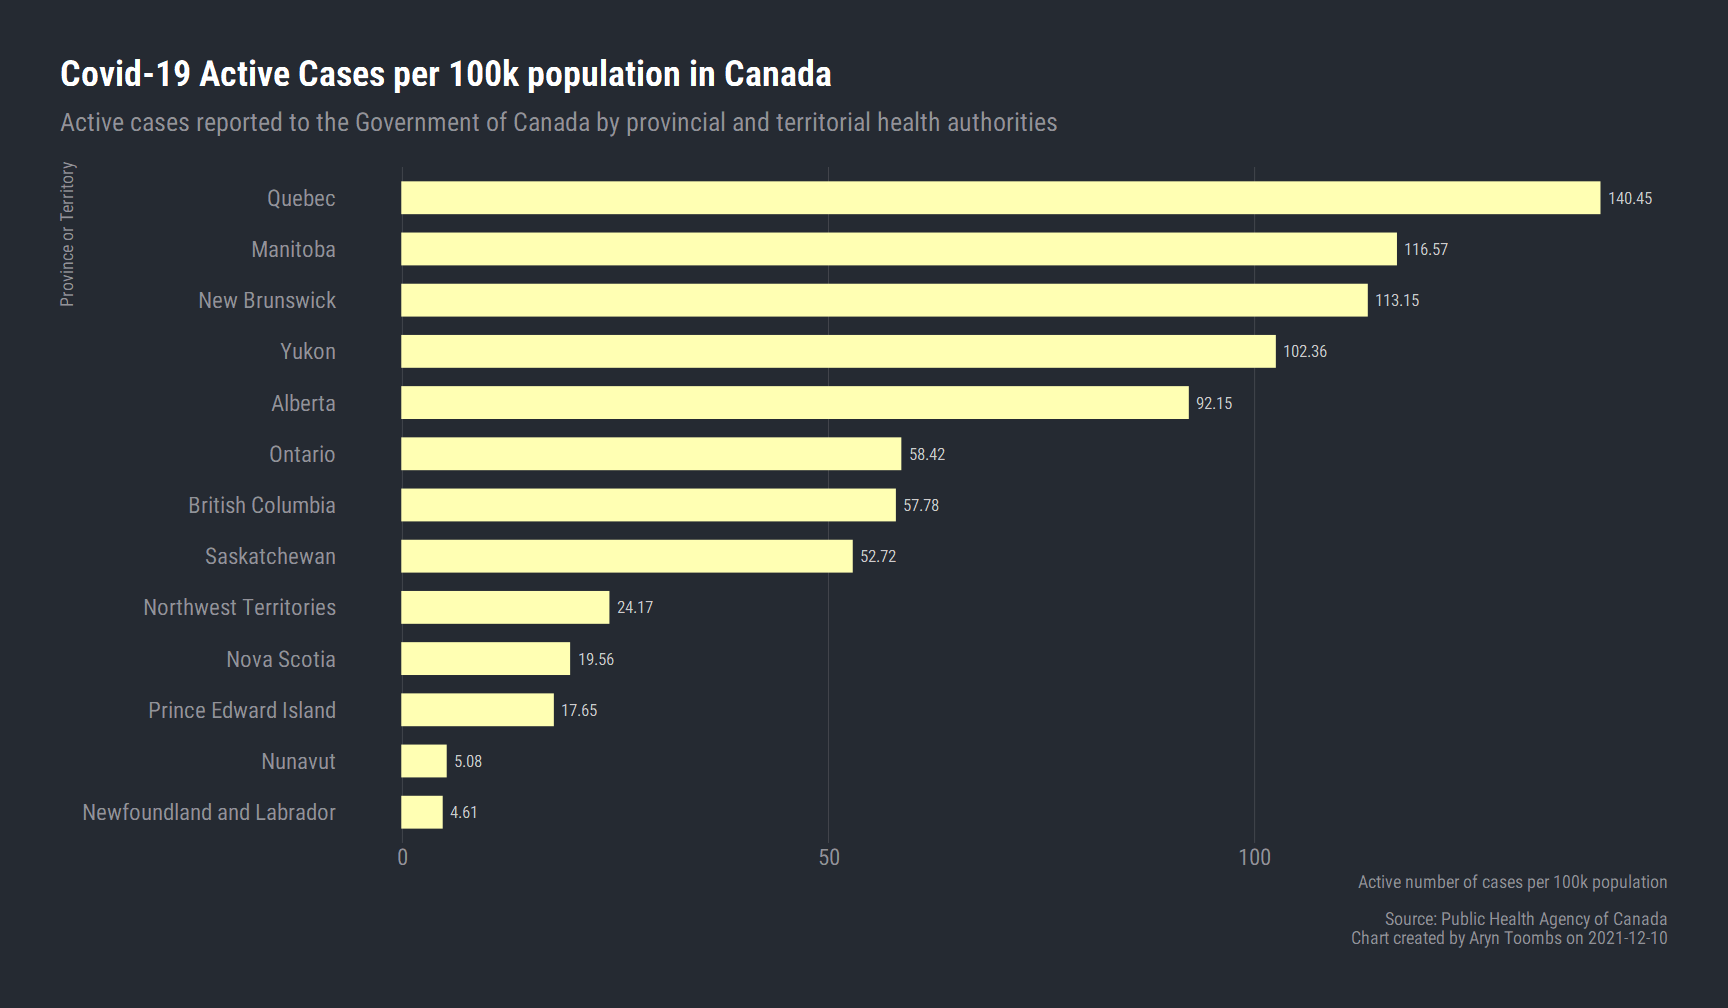 Covid-19 Active Cases per 100k population in Canada
Active cases reported to the Government of Canada by provincial and territorial health authorities
Province or Territory
Quebec 140.45
Manitoba 116.57
New Brunswick 113.15
Yukon 102.36
Alberta 92.15
Ontario 58.42
British Columbia 57.78
Saskatchewan 52.72
Northwest Territories 24.17
Nova Scotia 19.56
Prince Edward Island 17.65
Nunavut 5.08
Newfoundland and Labrador 4.61
0 50 100
Active number of cases per 100k population
Source: Public Health Agency of Canada
Chart created by Aryn Toombs on 2021-12-10